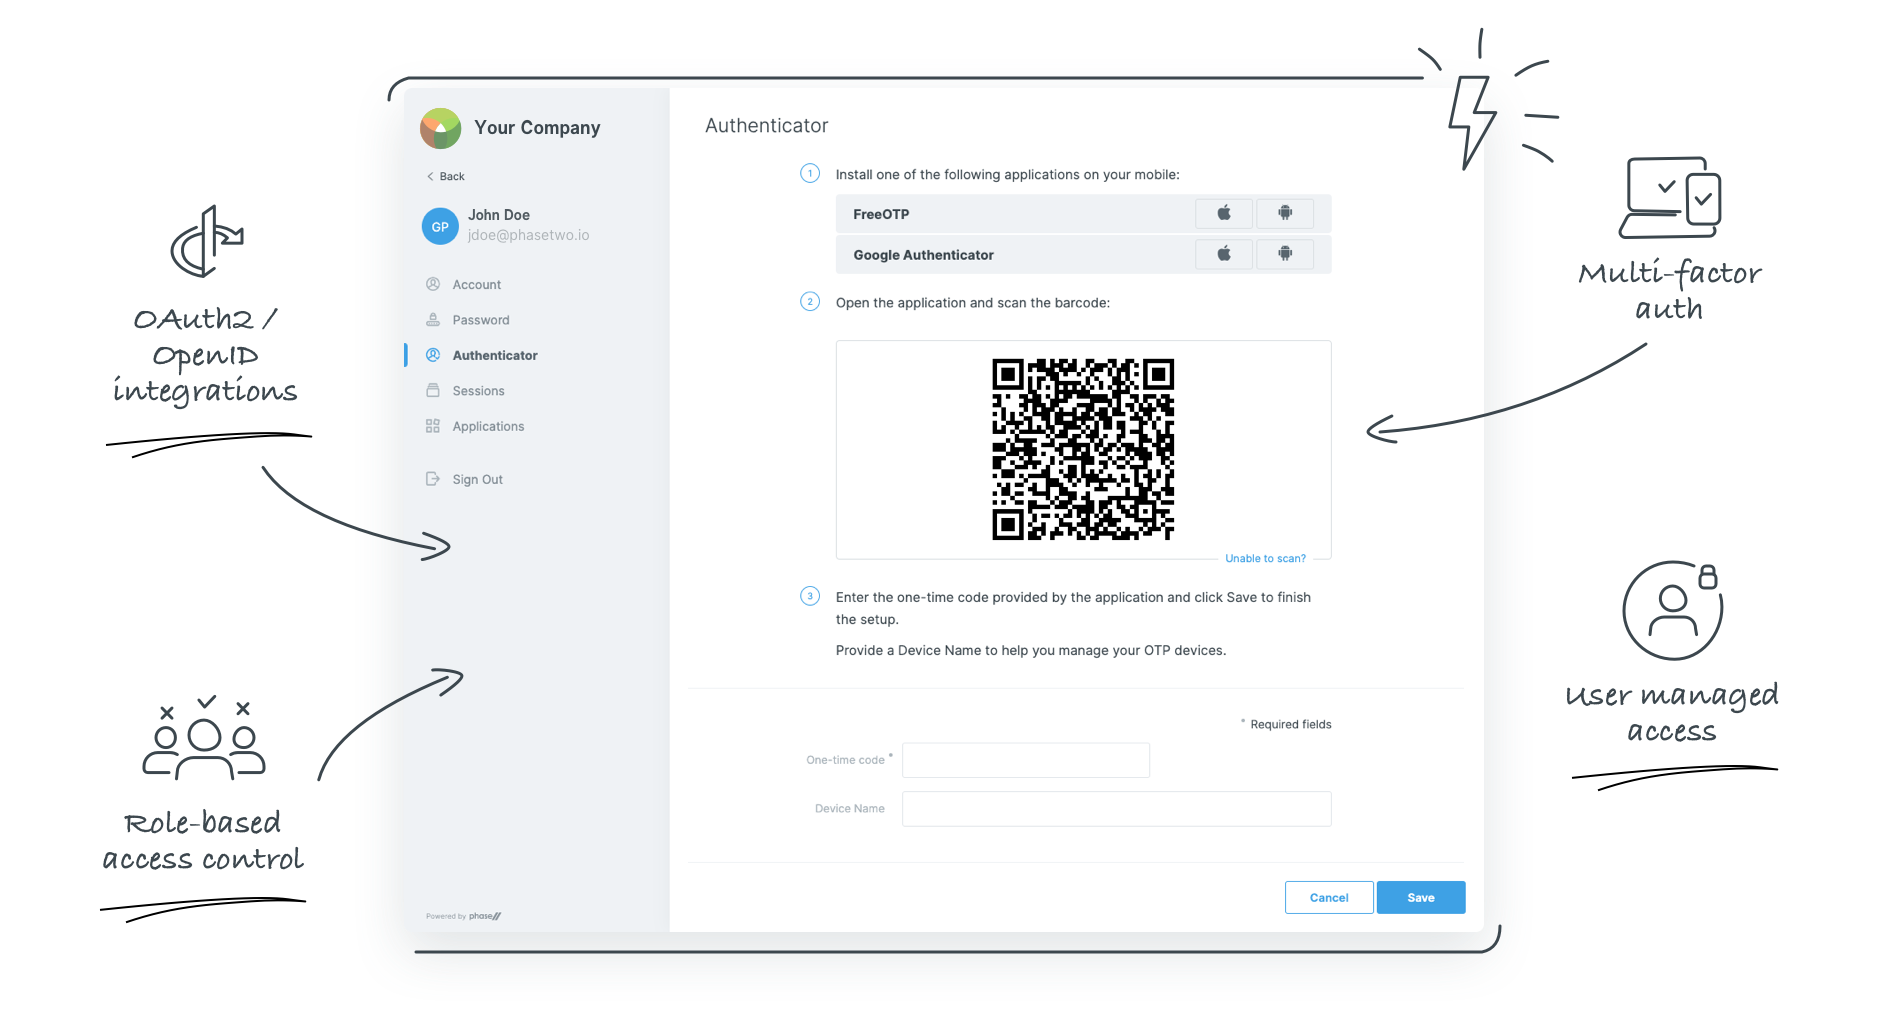 Your Company
Back
GP
John Doe
jdoe@phasetwo.io
Account
Password
Authenticator
Sessions
Applications
Sign Out
Powered by phase//
Authenticator
1 Install one of the following applications on your mobile:
FreeOTP
Google Authenticator
2 Open the application and scan the barcode:
Unable to scan?
3 Enter the one-time code provided by the application and click Save to finish
the setup.
Provide a Device Name to help you manage your OTP devices.
* Required fields
One-time code *
Device Name
Cancel
Save
OAuth2 /
OpenID
integrations
Role-based
access control
Multi-factor
auth
User managed
access